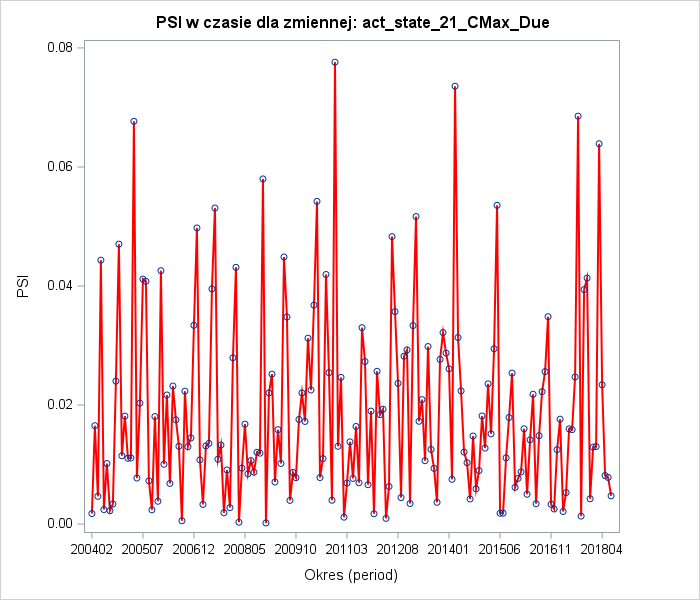 PSI w czasie dla zmiennej: act_state_21_CMax_Due
0.08
0.06
0.04
0.02
0.00
PSI
200402 200507 200612 200805 200910 201103 201208 201401 201506 201611 201804
Okres (period)